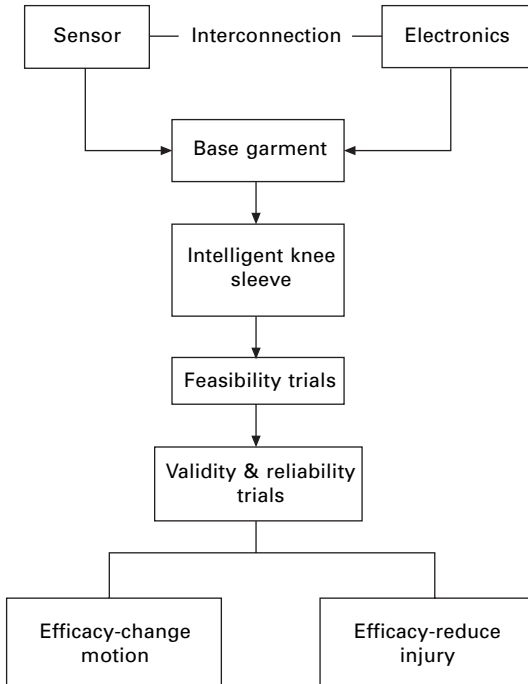 Sensor
Interconnection
Electronics
Base garment
Intelligent knee
sleeve
Feasibility trials
Validity & reliability
trials
Efficacy-change
motion
Efficacy-reduce
injury